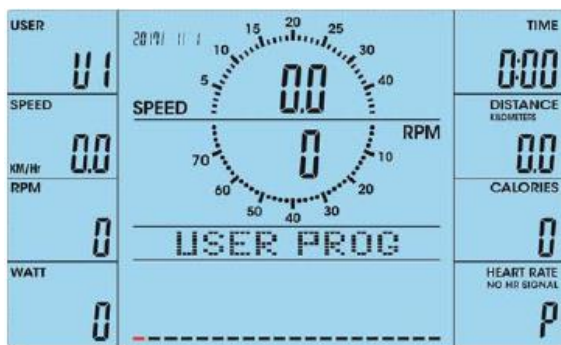 USER
U 1
SPEED
KM/Hr 0.0
RPM
0
WATT
0
2019/ 1/ 1
SPEED
0.0
5 10 15 20 25 30 40
RPM
0
10 20 30 40 50 60 70
USER PROG
TIME
0:00
DISTANCE
KILOMETERS
0.0
CALORIES
0
HEART RATE
NO HR SIGNAL
P